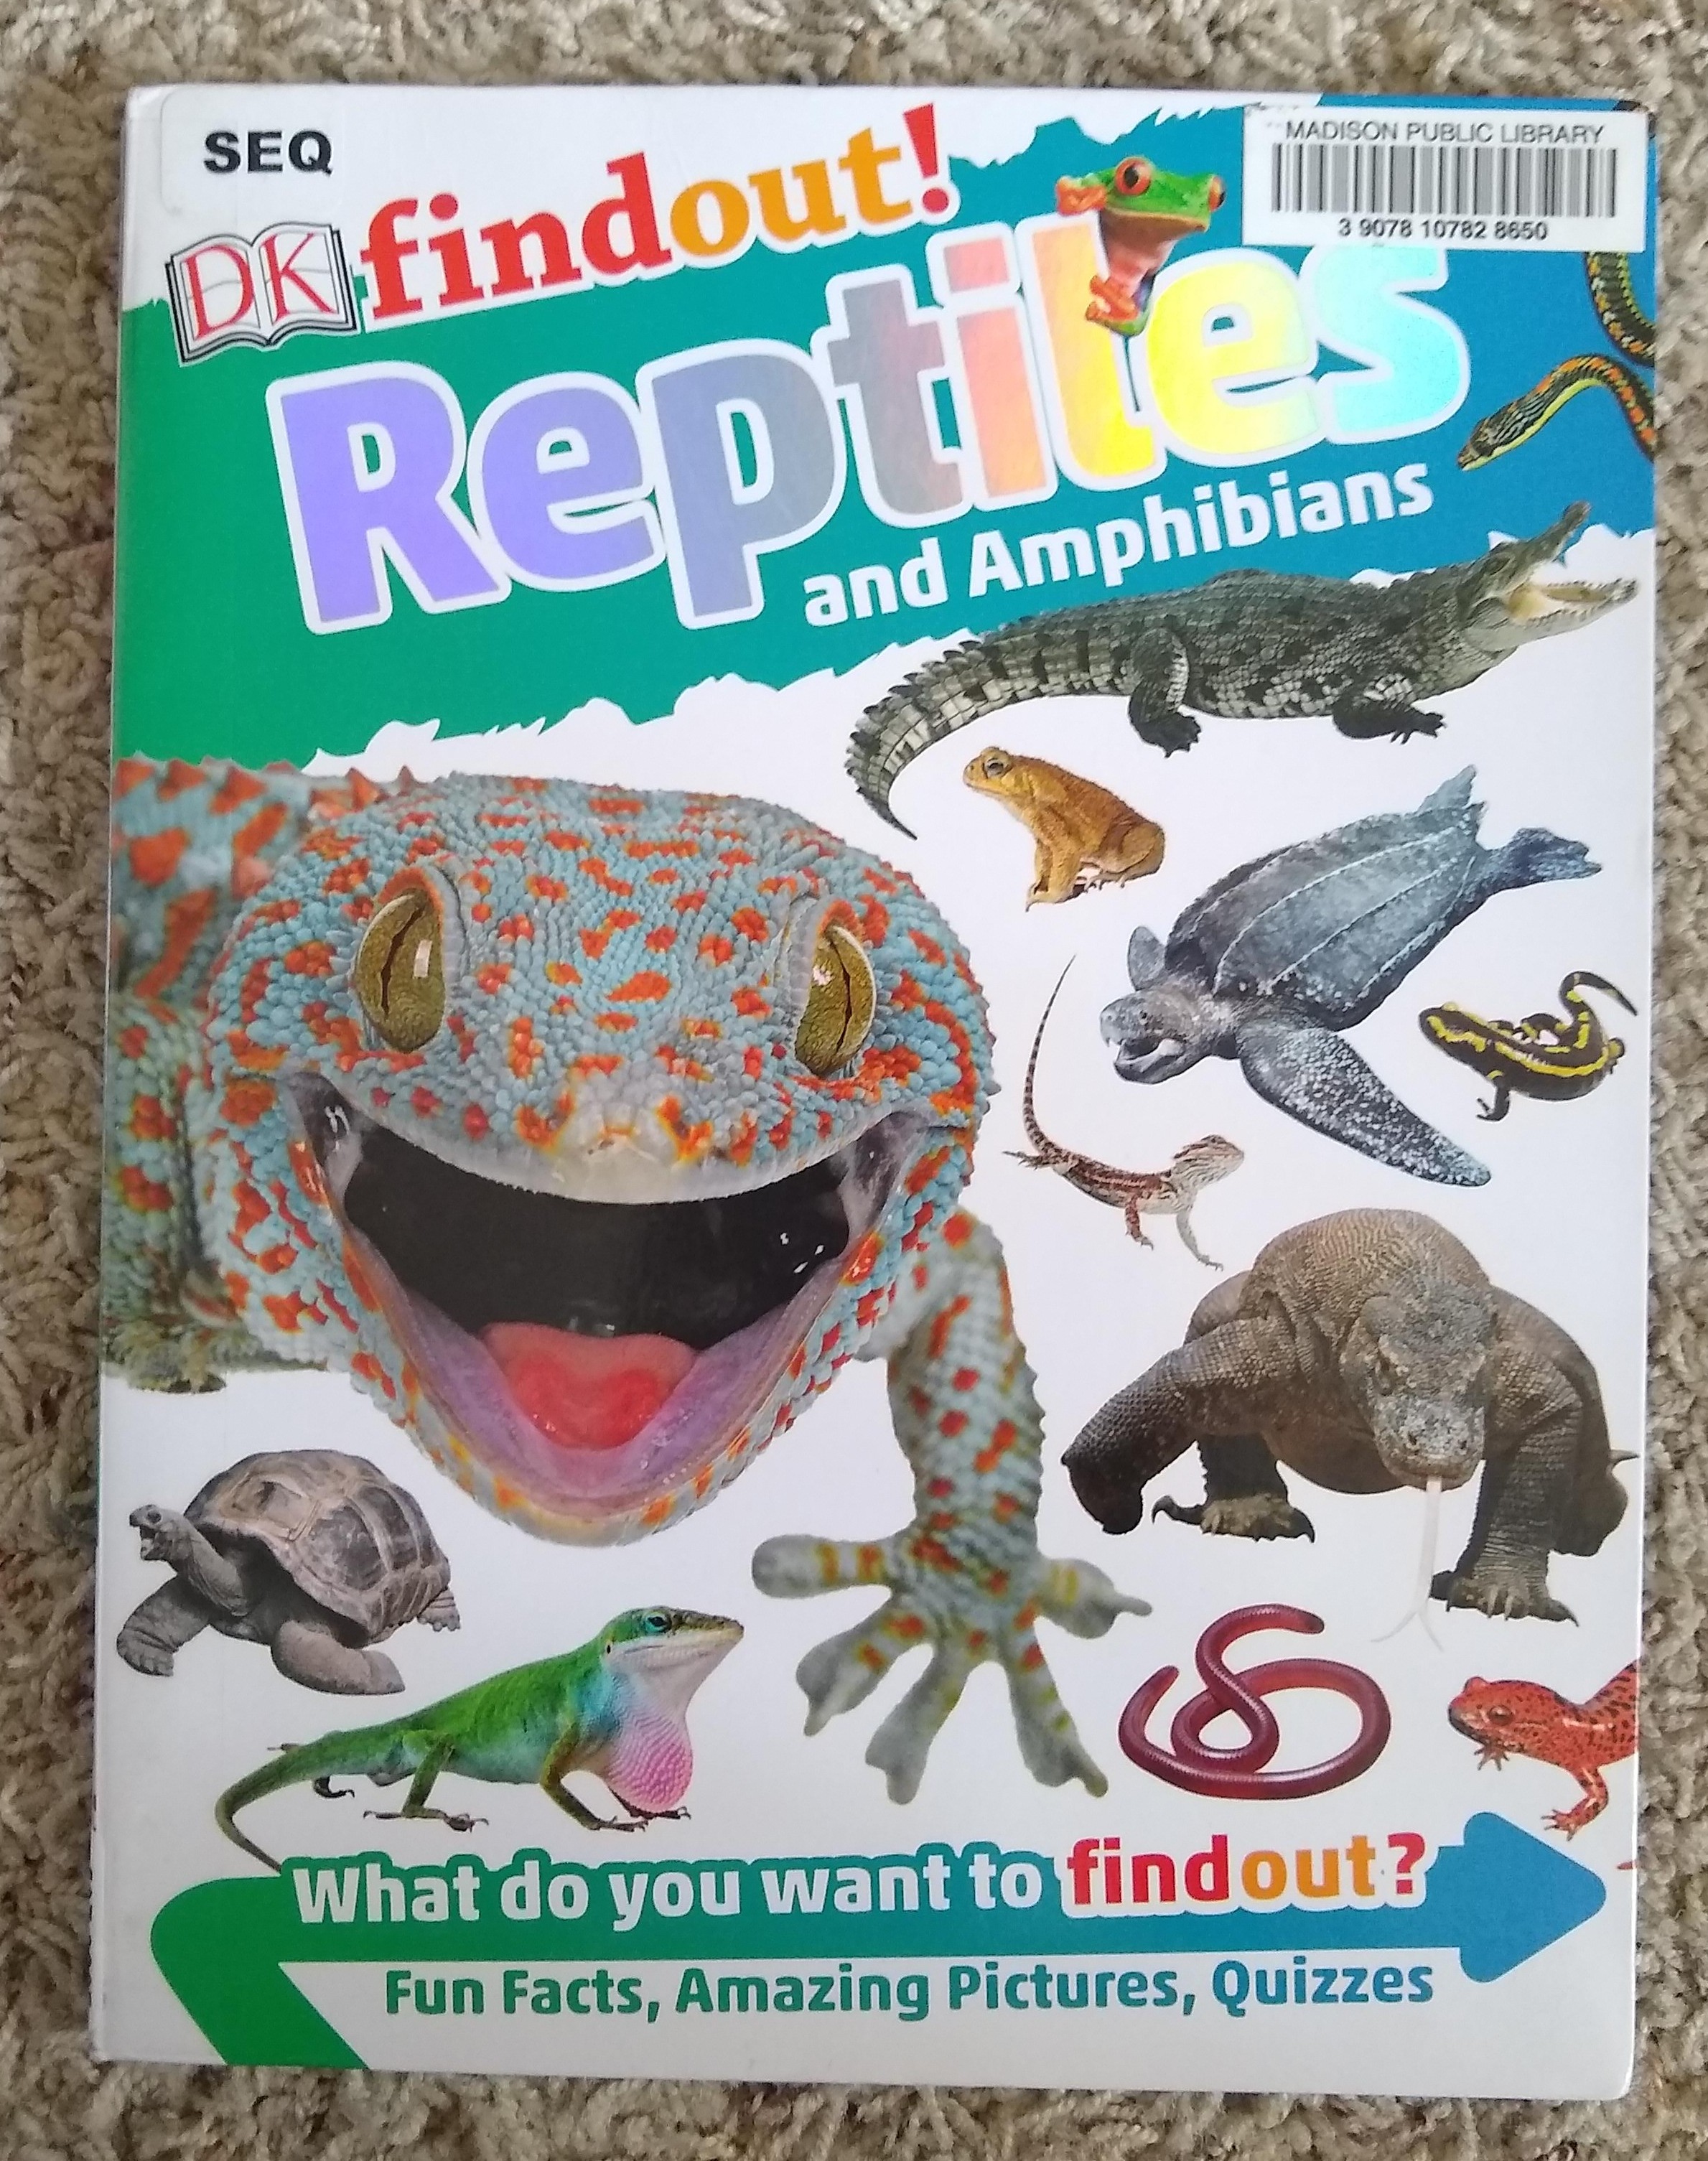 SEQ
MADISON PUBLIC LIBRARY
3 9078 10782 8650
DK findout!
Reptiles
and Amphibians
What do you want to findout?
Fun Facts, Amazing Pictures, Quizzes